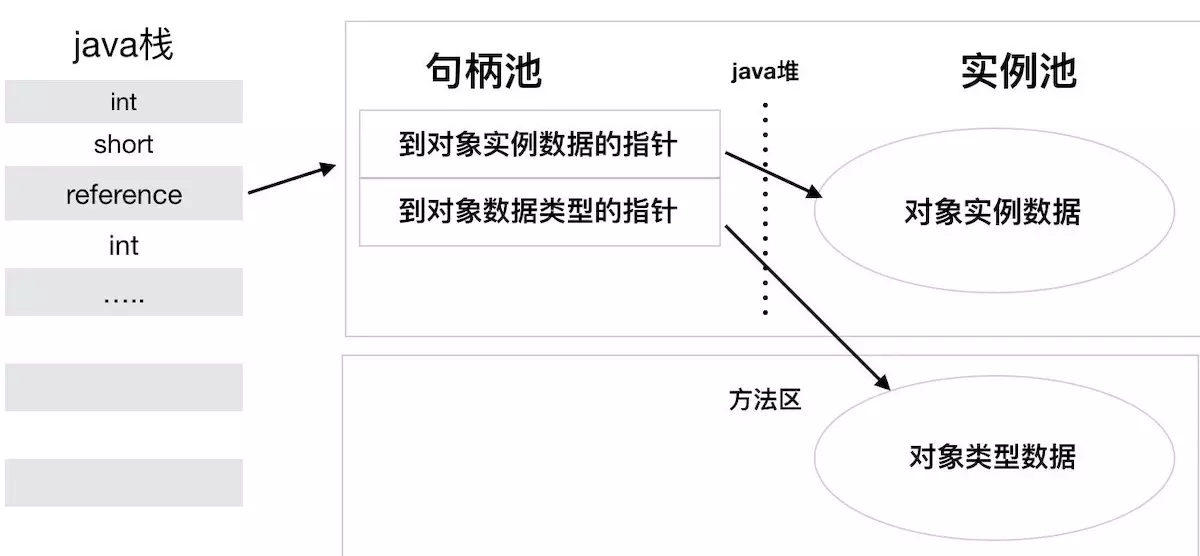 java栈
int
short
reference
int
.....
句柄池
java堆
实例池
到对象实例数据的指针
到对象数据类型的指针
对象实例数据
方法区
对象类型数据